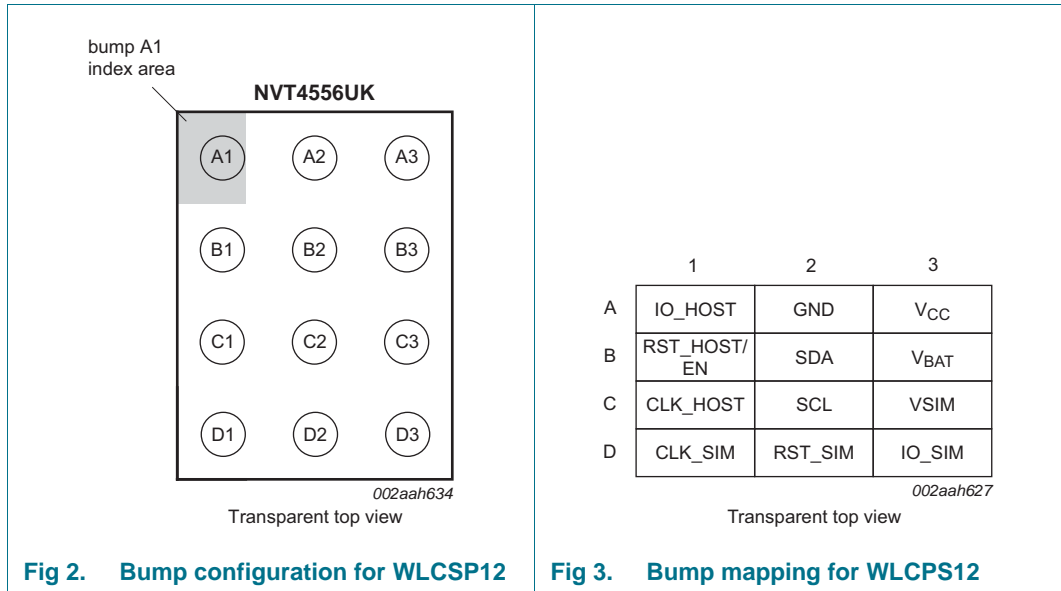 bump A1
index area
NVT4556UK
A1 A2 A3
B1 B2 B3
C1 C2 C3
D1 D2 D3
002aah634
Transparent top view
Fig 2. Bump configuration for WLCSP12
1 2 3
A IO_HOST GND VCC
B RST_HOST/ EN SDA VBAT
C CLK_HOST SCL VSIM
D CLK_SIM RST_SIM IO_SIM
002aah627
Transparent top view
Fig 3. Bump mapping for WLCPS12